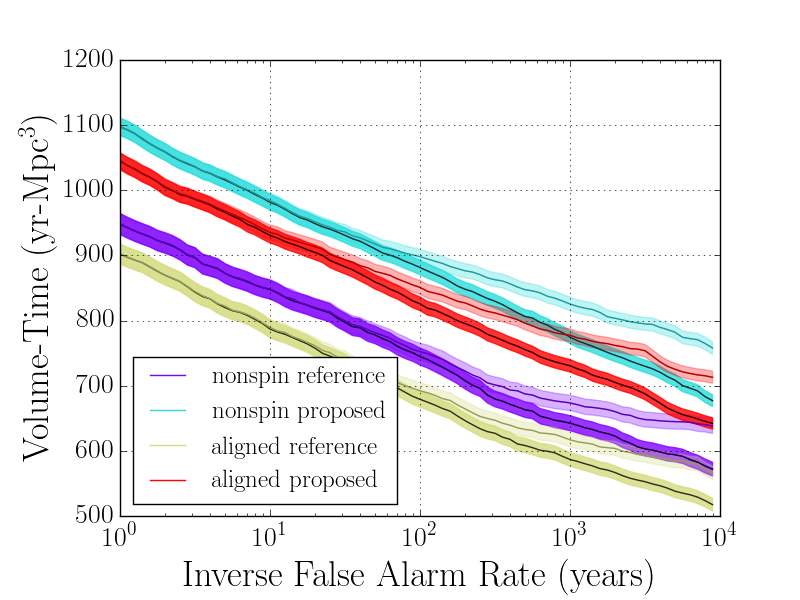 1200
1100
1000
900
800
700
600
500
Volume-Time (yr-Mpc³)
nonspin reference
nonspin proposed
aligned reference
aligned proposed
10⁰ 10¹ 10² 10³ 10⁴
Inverse False Alarm Rate (years)